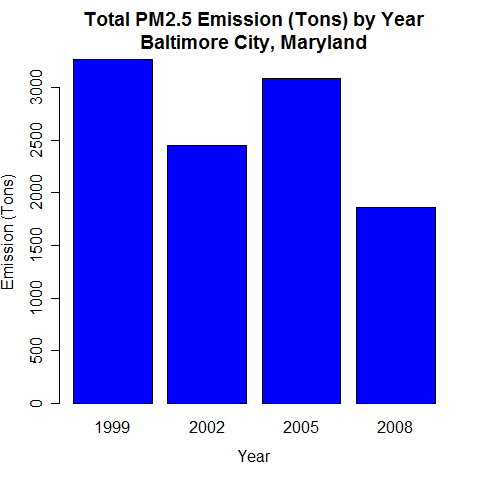 Total PM2.5 Emission (Tons) by Year
Baltimore City, Maryland
Emission (Tons)
3000
2500
2000
1500
1000
500
0
1999 2002 2005 2008
Year